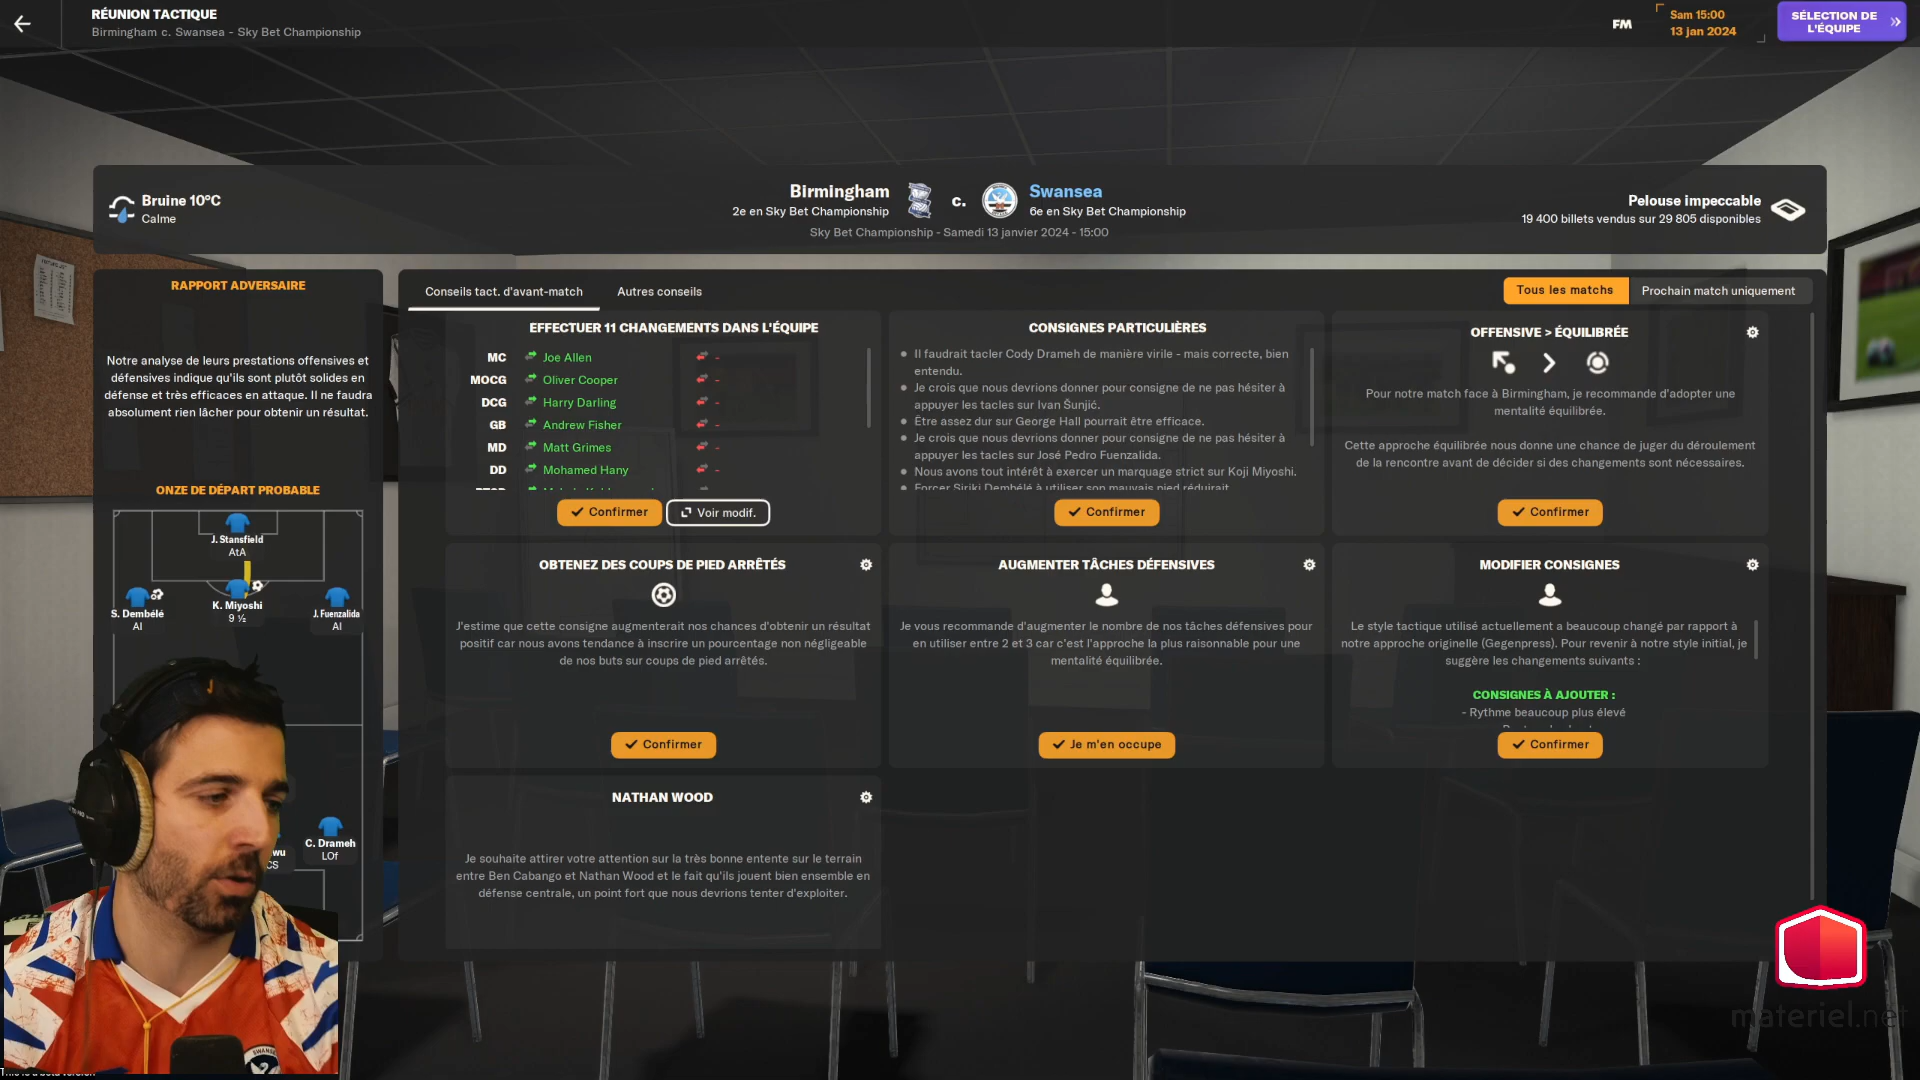 RÉUNION TACTIQUE
Birmingham c. Swansea - Sky Bet Championship
FM
Sam 15:00
13 jan 2024
SÉLECTION DE
L'ÉQUIPE
Bruine 10°C
Calme
Birmingham
2e en Sky Bet Championship
c.
Swansea
6e en Sky Bet Championship
Sky Bet Championship - Samedi 13 janvier 2024 - 15:00
Pelouse impeccable
19 400 billets vendus sur 29 805 disponibles
RAPPORT ADVERSAIRE
Notre analyse de leurs prestations offensives et
défensives indique qu'ils sont plutôt solides en
défense et très efficaces en attaque. Il ne faudra
absolument rien lâcher pour obtenir un résultat.
ONZE DE DÉPART PROBABLE
J. Stansfield
AtA
S. Dembélé
AI
K. Miyoshi
9 ½
J. Fuenzalida
AI
wu
CS
C. Drameh
LOf
Conseils tact. d'avant-match
Autres conseils
Tous les matchs
Prochain match uniquement
EFFECTUER 11 CHANGEMENTS DANS L'ÉQUIPE
MC Joe Allen -
MOCG Oliver Cooper -
DCG Harry Darling -
GB Andrew Fisher -
MD Matt Grimes -
DD Mohamed Hany -
Confirmer
Voir modif.
CONSIGNES PARTICULIÈRES
Il faudrait tacler Cody Drameh de manière virile - mais correcte, bien
entendu.
Je crois que nous devrions donner pour consigne de ne pas hésiter à
appuyer les tacles sur Ivan Šunjić.
Être assez dur sur George Hall pourrait être efficace.
Je crois que nous devrions donner pour consigne de ne pas hésiter à
appuyer les tacles sur José Pedro Fuenzalida.
Nous avons tout intérêt à exercer un marquage strict sur Koji Miyoshi.
Forcer Siriki Dembélé à utiliser son mauvais pied réduirait
Confirmer
OFFENSIVE > ÉQUILIBRÉE
Pour notre match face à Birmingham, je recommande d'adopter une
mentalité équilibrée.
Cette approche équilibrée nous donne une chance de juger du déroulement
de la rencontre avant de décider si des changements sont nécessaires.
Confirmer
OBTENEZ DES COUPS DE PIED ARRÊTÉS
J'estime que cette consigne augmenterait nos chances d'obtenir un résultat
positif car nous avons tendance à inscrire un pourcentage non négligeable
de nos buts sur coups de pied arrêtés.
Confirmer
AUGMENTER TÂCHES DÉFENSIVES
Je vous recommande d'augmenter le nombre de nos tâches défensives pour
en utiliser entre 2 et 3 car c'est l'approche la plus raisonnable pour une
mentalité équilibrée.
Je m'en occupe
MODIFIER CONSIGNES
Le style tactique utilisé actuellement a beaucoup changé par rapport à
notre approche originelle (Gegenpress). Pour revenir à notre style initial, je
suggère les changements suivants :
CONSIGNES À AJOUTER :
- Rythme beaucoup plus élevé
Confirmer
NATHAN WOOD
Je souhaite attirer votre attention sur la très bonne entente sur le terrain
entre Ben Cabango et Nathan Wood et le fait qu'ils jouent bien ensemble en
défense centrale, un point fort que nous devrions tenter d'exploiter.
materiel.net
SWANSEA